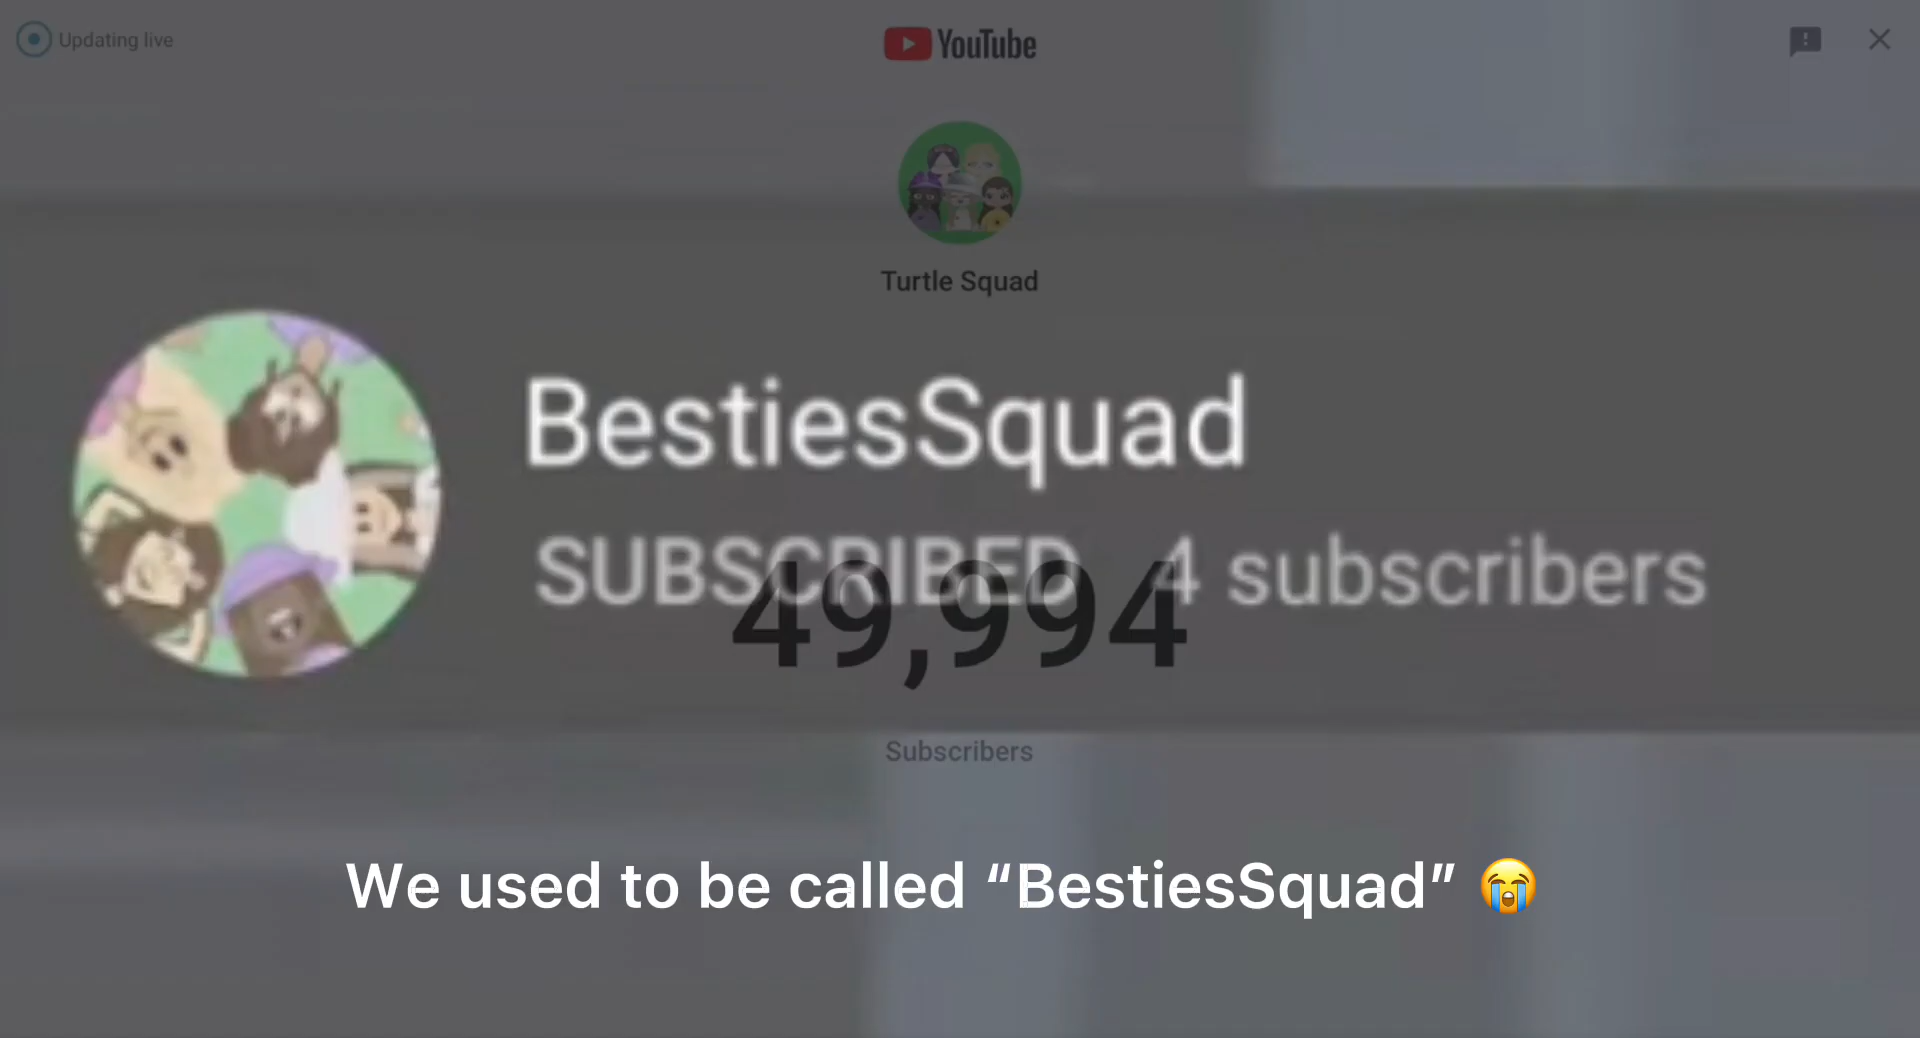 Updating live
YouTube
Turtle Squad
BestiesSquad
SUBSCRIBED 4 subscribers
49,994
Subscribers
We used to be called “BestiesSquad” 😭